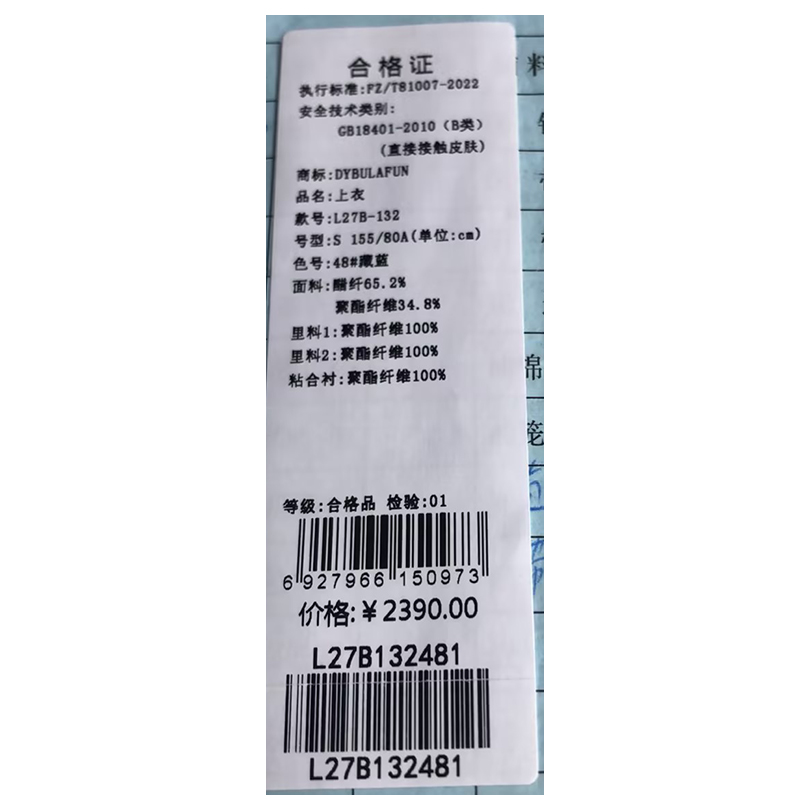 合格证
执行标准:FZ/T81007-2022
安全技术类别:
GB18401-2010（B类）
(直接接触皮肤)
商标:DYBULAFUN
品名:上衣
款号:L27B-132
号型:S 155/80A(单位:cm)
色号:48#藏蓝
面料:醋纤65.2%
聚酯纤维34.8%
里料1:聚酯纤维100%
里料2:聚酯纤维100%
粘合衬:聚酯纤维100%
等级:合格品 检验:01
6 927966 150973
价格:￥2390.00
L27B132481
L27B132481
料
绵
笼